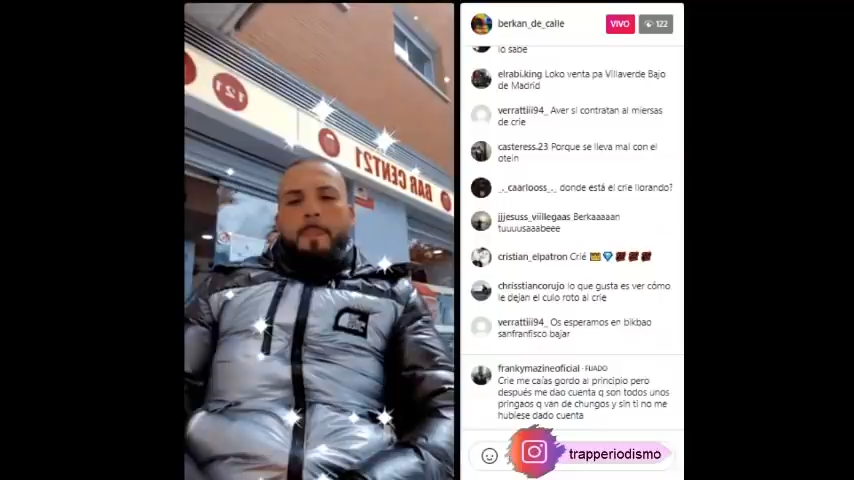 121
BAR CENT21
berkan_de_calle
VIVO
122
lo sabe
elrabi.king Loko venta pa Villaverde Bajo
de Madrid
verrattiii94_ Aver si contratan al miersas
de crie
casteress.23 Porque se lleva mal con el
otein
_._caarlooss_._ donde está el crie llorando?
jjjesuss_viillegaas Berkaaaaan
tuuuusaaabeee
cristian_elpatron Crié
chrisstiancorujo lo que gusta es ver cómo
le dejan el culo roto al crie
verrattiii94_ Os esperamos en bikbao
sanfranfisco bajar
frankymazineoficial · FIJADO
Crie me caías gordo al principio pero
después me dao cuenta q son todos unos
pringaos q van de chungos y sin ti no me
hubiese dado cuenta
trapperiodismo